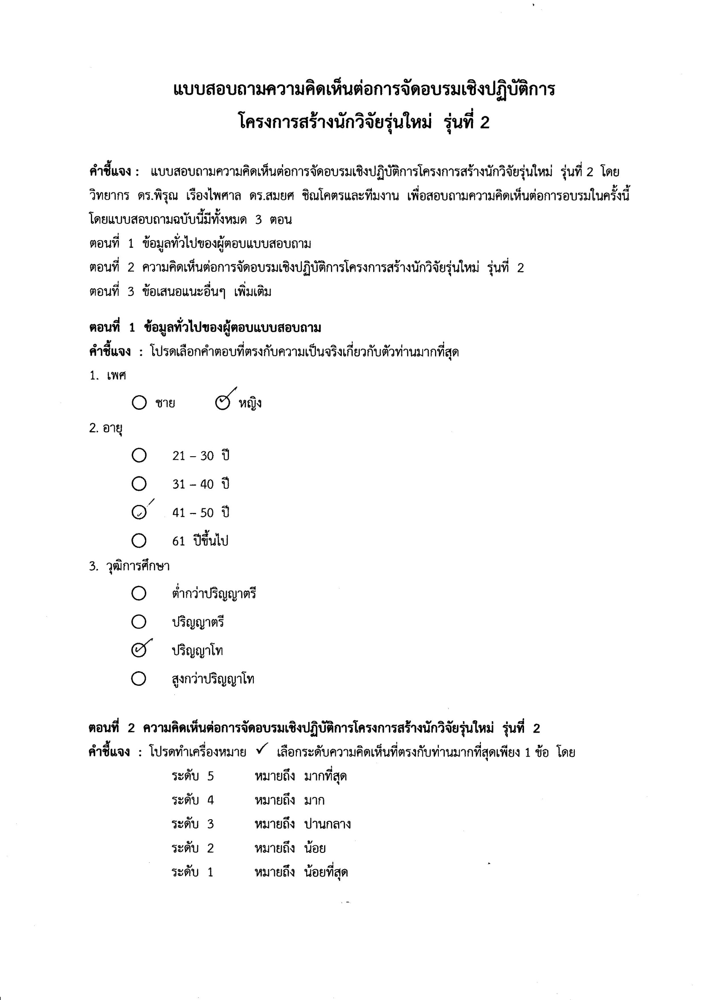 แบบสอบถามความคิดเห็นต่อการจัดอบรมเชิงปฏิบัติการ
โครงการสร้างนักวิจัยรุ่นใหม่ รุ่นที่ 2
คำชี้แจง : แบบสอบถามความคิดเห็นต่อการจัดอบรมเชิงปฏิบัติการโครงการสร้างนักวิจัยรุ่นใหม่ รุ่นที่ 2 โดย
วิทยากร ดร.พิรุณ เรืองไพศาล ดร.สมยศ ชิณโคตรและทีมงาน เพื่อสอบถามความคิดเห็นต่อการอบรมในครั้งนี้
โดยแบบสอบถามฉบับนี้มีทั้งหมด 3 ตอน
ตอนที่ 1 ข้อมูลทั่วไปของผู้ตอบแบบสอบถาม
ตอนที่ 2 ความคิดเห็นต่อการจัดอบรมเชิงปฏิบัติการโครงการสร้างนักวิจัยรุ่นใหม่ รุ่นที่ 2
ตอนที่ 3 ข้อเสนอแนะอื่นๆ เพิ่มเติม
ตอนที่ 1 ข้อมูลทั่วไปของผู้ตอบแบบสอบถาม
คำชี้แจง : โปรดเลือกคำตอบที่ตรงกับความเป็นจริงเกี่ยวกับตัวท่านมากที่สุด
1. เพศ
○ ชาย ✓ หญิง
2. อายุ
○ 21 – 30 ปี
○ 31 – 40 ปี
✓ 41 – 50 ปี
○ 61 ปีขึ้นไป
3. วุฒิการศึกษา
○ ต่ำกว่าปริญญาตรี
○ ปริญญาตรี
✓ ปริญญาโท
○ สูงกว่าปริญญาโท
ตอนที่ 2 ความคิดเห็นต่อการจัดอบรมเชิงปฏิบัติการโครงการสร้างนักวิจัยรุ่นใหม่ รุ่นที่ 2
คำชี้แจง : โปรดทำเครื่องหมาย ✓ เลือกระดับความคิดเห็นที่ตรงกับท่านมากที่สุดเพียง 1 ข้อ โดย
ระดับ 5 หมายถึง มากที่สุด
ระดับ 4 หมายถึง มาก
ระดับ 3 หมายถึง ปานกลาง
ระดับ 2 หมายถึง น้อย
ระดับ 1 หมายถึง น้อยที่สุด